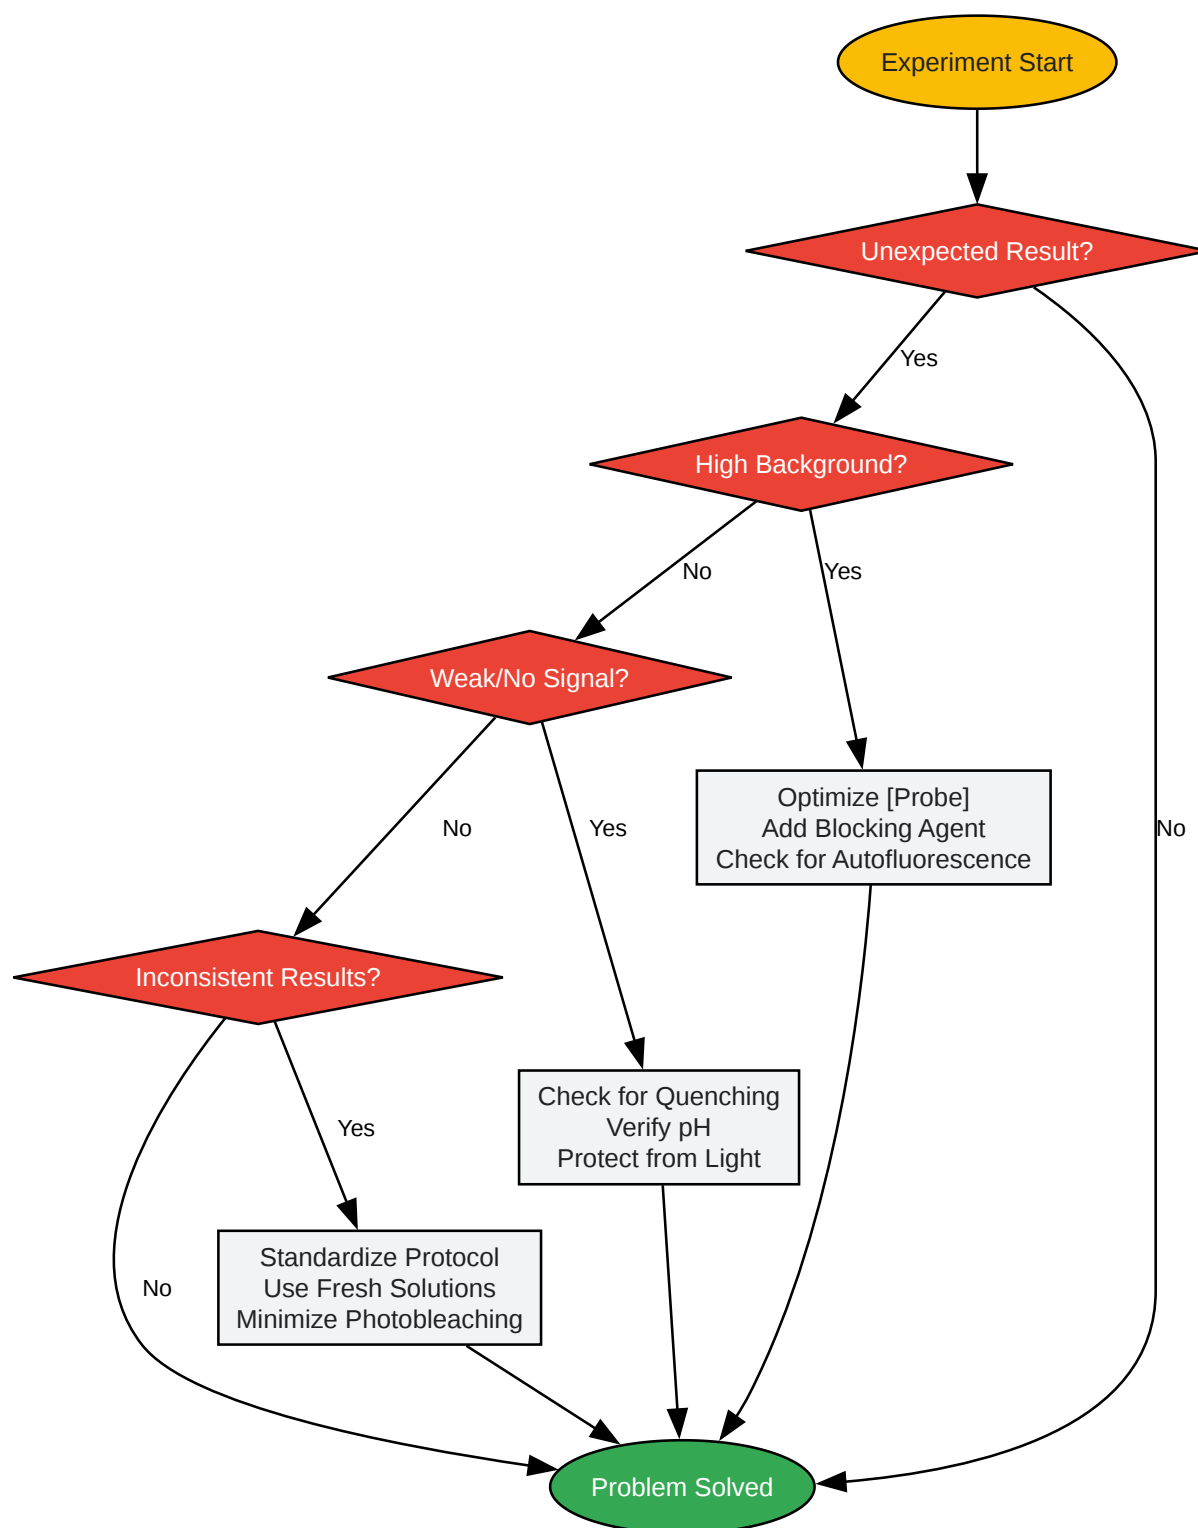 Experiment Start
Unexpected Result?
Yes
High Background?
No
Yes
Weak/No Signal?
Optimize [Probe]
Add Blocking Agent
Check for Autofluorescence
No
Yes
No
Inconsistent Results?
Check for Quenching
Verify pH
Protect from Light
Yes
Standardize Protocol
Use Fresh Solutions
Minimize Photobleaching
No
Problem Solved